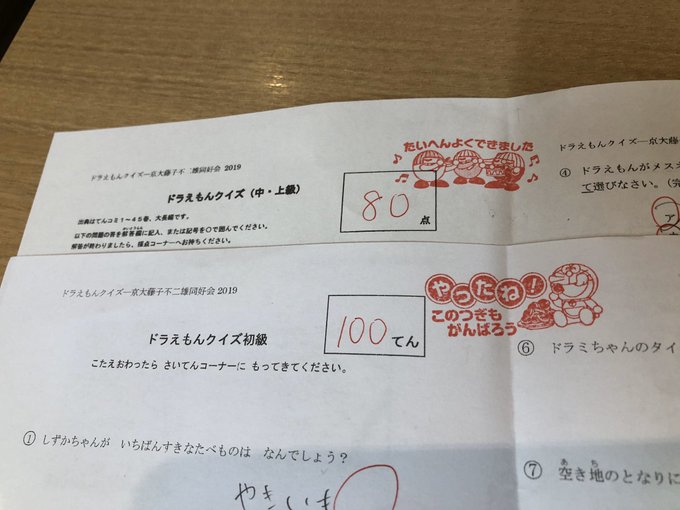 ドラえもんクイズ―京大藤子不二雄同好会 2019
ドラえもんクイズ(中・上級)
出典はてんコミ1〜45巻、大長編です。
以下の問題の答を解答欄に記入、または記号を○で囲んでください。
解答が終わりましたら、採点コーナーへお持ちください。
80点
たいへんよくできました
ドラえもんクイズ―京大藤子
④ ドラえもんがメスネ
て選びなさい。(完
ア
ドラえもんクイズ―京大藤子不二雄同好会 2019
ドラえもんクイズ初級
こたえおわったら さいてんコーナーに もってきてください。
100てん
やったね!
このつぎも
がんばろう
① しずかちゃんが いちばんすきなたべものは なんでしょう?
やきいも
⑥ ドラミちゃんのタイ
⑦ 空き地のとなりに